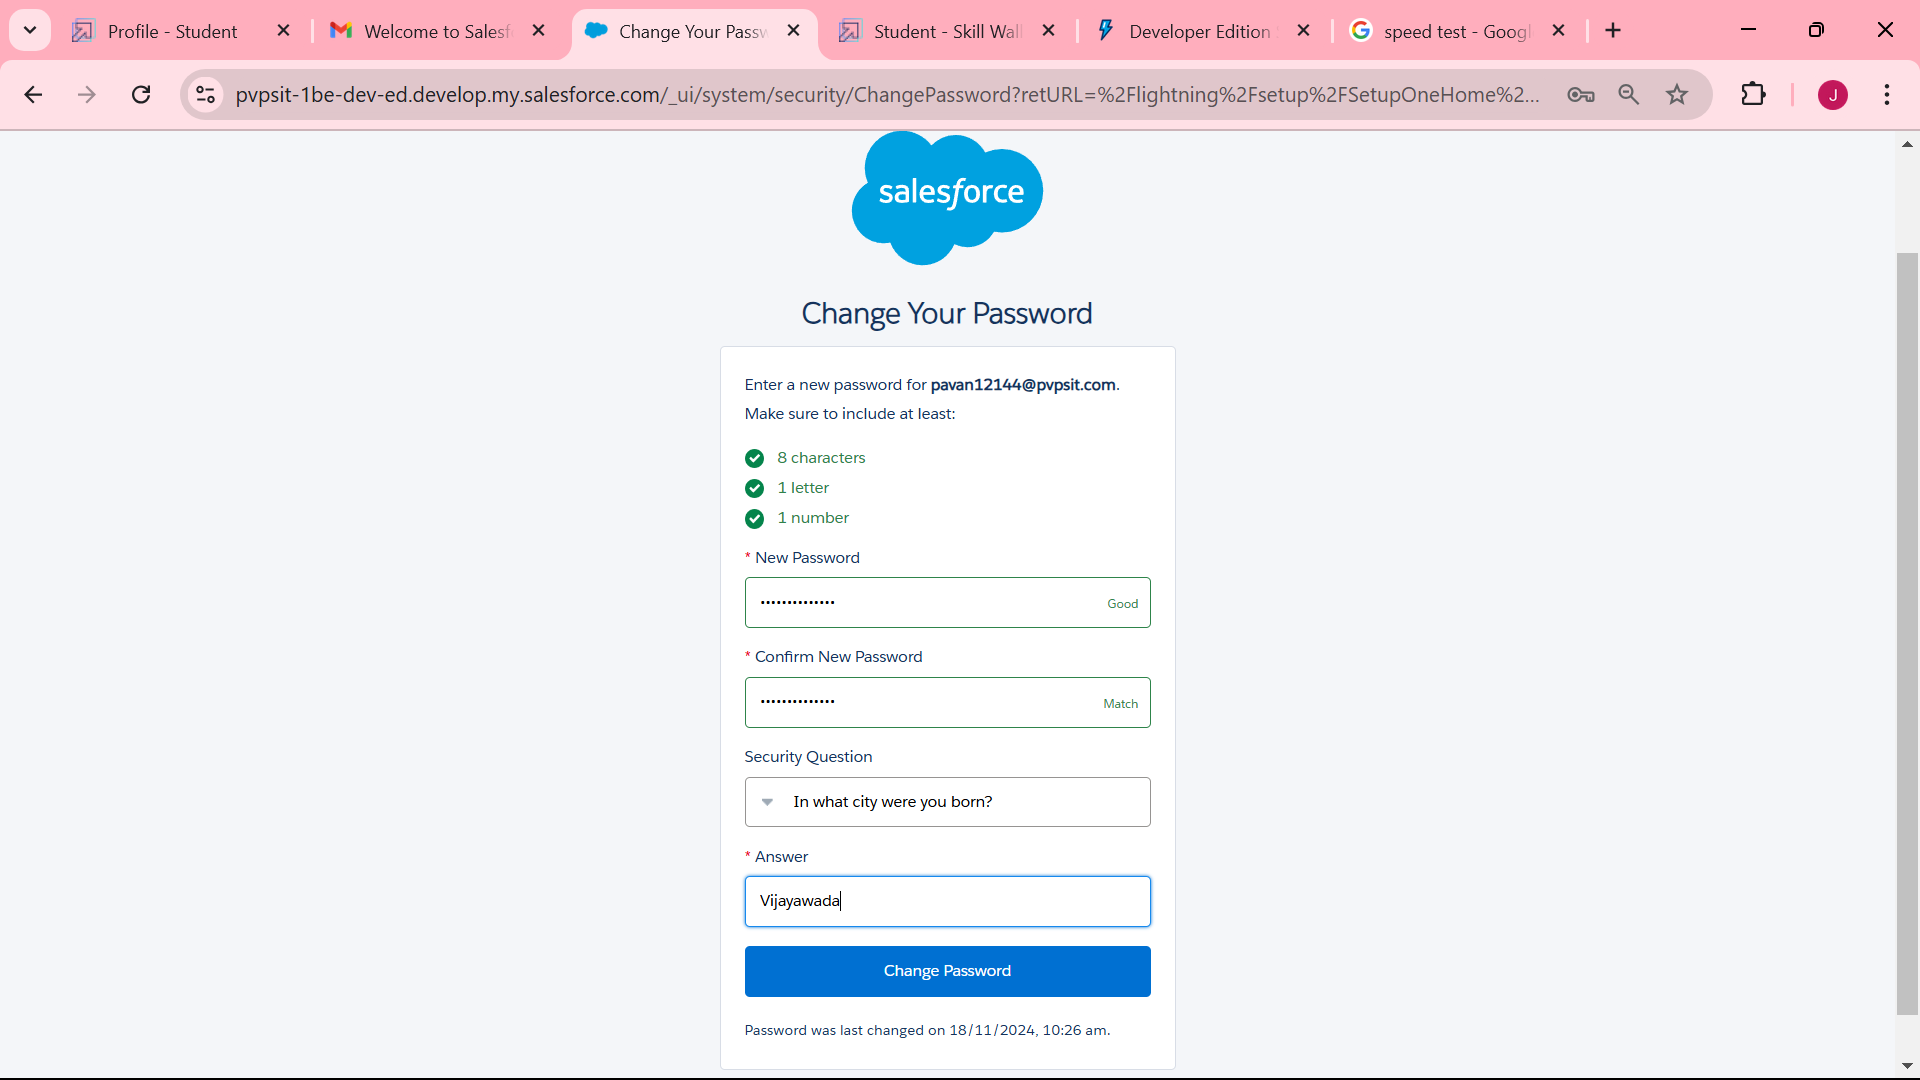 Profile - Student
Welcome to Salesf
Change Your Passw
Student - Skill Wall
Developer Edition
speed test - Googl
pvpsit-1be-dev-ed.develop.my.salesforce.com/_ui/system/security/ChangePassword?retURL=%2Flightning%2Fsetup%2FSetupOneHome%2...
J
salesforce
Change Your Password
Enter a new password for pavan12144@pvpsit.com.
Make sure to include at least:
8 characters
1 letter
1 number
* New Password
•••••••••••••• Good
* Confirm New Password
•••••••••••••• Match
Security Question
In what city were you born?
* Answer
Vijayawada
Change Password
Password was last changed on 18/11/2024, 10:26 am.